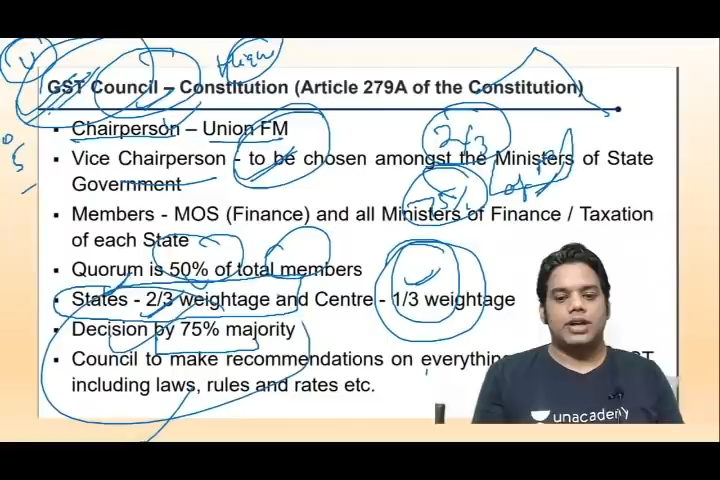 GST Council – Constitution (Article 279A of the Constitution)
Chairperson – Union FM
Vice Chairperson - to be chosen amongst the Ministers of State
Government
Members - MOS (Finance) and all Ministers of Finance / Taxation
of each State
Quorum is 50% of total members
States - 2/3 weightage and Centre - 1/3 weightage
Decision by 75% majority
Council to make recommendations on everything
including laws, rules and rates etc.
2/3
75%
5
unacademy